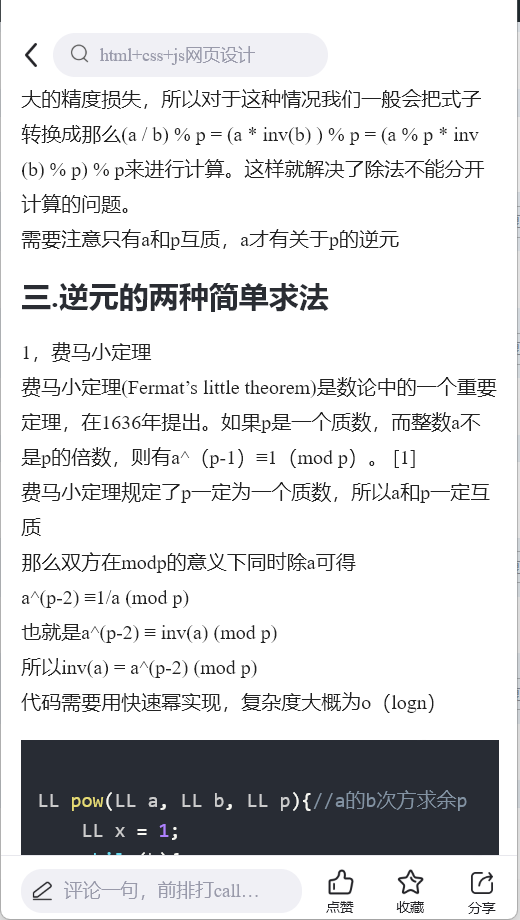 html+css+js网页设计
大的精度损失，所以对于这种情况我们一般会把式子
转换成那么(a / b) % p = (a * inv(b) ) % p = (a % p * inv
(b) % p) % p来进行计算。这样就解决了除法不能分开
计算的问题。
需要注意只有a和p互质，a才有关于p的逆元
三.逆元的两种简单求法
1，费马小定理
费马小定理(Fermat’s little theorem)是数论中的一个重要
定理，在1636年提出。如果p是一个质数，而整数a不
是p的倍数，则有a^（p-1）≡1（mod p）。 [1]
费马小定理规定了p一定为一个质数，所以a和p一定互
质
那么双方在modp的意义下同时除a可得
a^(p-2) ≡1/a (mod p)
也就是a^(p-2) ≡ inv(a) (mod p)
所以inv(a) = a^(p-2) (mod p)
代码需要用快速幂实现，复杂度大概为o（logn）
LL pow(LL a, LL b, LL p){//a的b次方求余p
LL x = 1;
评论一句，前排打call...
点赞
收藏
分享